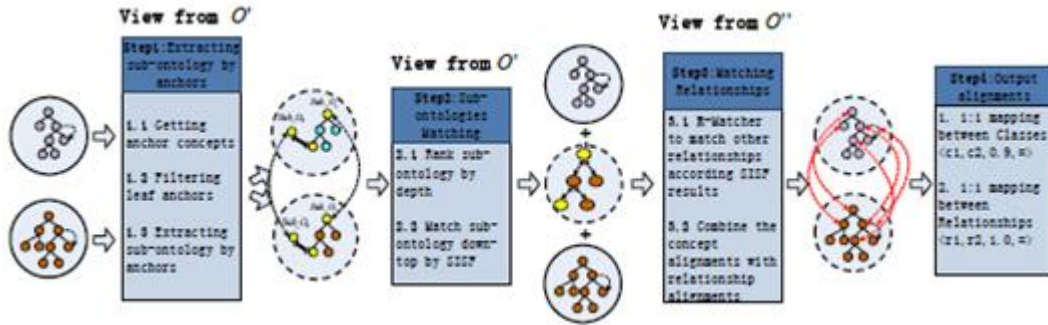 View from O'
Step1:Extracting
sub-ontology by
anchors
1.1 Getting
anchor concepts
1.2 Filtering
leaf anchors
1.3 Extracting
sub-ontology by
anchors
View from O'
Step2:Sub-
ontologies
Matching
2.1 Rank sub-
ontology by
depth
2.2 Match sub-
ontology down-
top by SISF
+
+
View from O''
Step3:Matching
Relationships
3.1 R-Matcher
to match other
relationships
according SISF
results
3.2 Combine the
concept
alignments with
relationship
alignments
Step4:Output
alignments
1. 1:1 mapping
between Classes
<c1,c2,0.9,=>
2. 1:1 mapping
between
Relationships
<r1,r2,1.0,=>